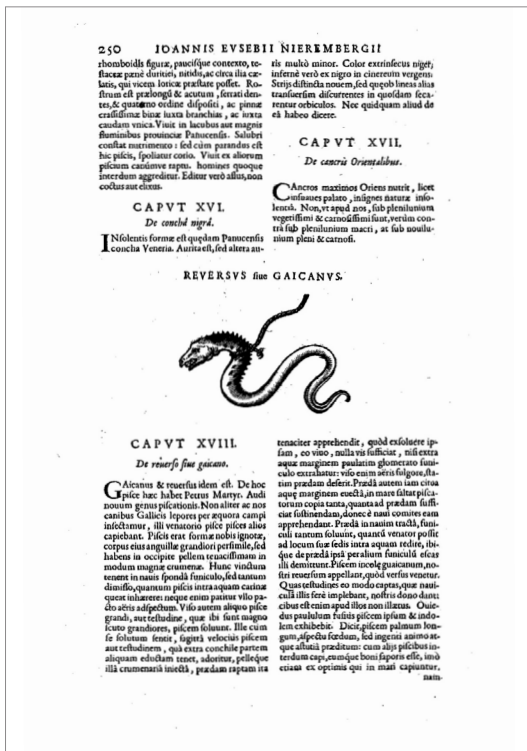 250 IOANNIS EVSEBII NIEREMBERGII
rhomboidis figuræ, paucisque contexto, te-
staceæ panè duritiei, nitidis, ac circa ilia cæ-
latis, qui vicem loricæ præstare posset. Ro-
strum est prælongũ & acutum, serrati den-
tes, & quaterno ordine dispositi, ac pinnæ
crassissimæ binæ iuxta branchias, ac iuxta
caudam vnica. Viuit in lacubus aut magnis
fluminibus prouinciæ Panucensis. Salubri
constat nutrimento: sed cùm parandus est
hic piscis, spoliatur corio. Viuit ex aliorum
piscium canúmve raptu. homines quoque
interdum aggreditur. Editur verò assus, non
coctus aut elixus.
CAPVT XVI.
De conchâ nigrâ.
INsolentis formæ est quædam Panucensis
concha Veneria. Aurita est, sed altera au-
ris multò minor. Color extrinsecus niger,
infernè verò ex nigro in cinereum vergens.
Strijs distincta nouem, sed quæ ob lineas alias
transuersim discurrentes in quosdam seca-
rentur orbiculos. Nec quidquam aliud de
eâ habeo dicere.
CAPVT XVII.
De cancris Orientalibus.
CAncros maximos Oriens nutrit, licet
insuaues palato, insignes naturæ inso-
lentiâ. Non, vt apud nos, sub plenilunium
vegetissimi & carnosissimi sunt, verùm con-
trà sub plenilunium macri, at sub nouilu-
nium pleni & carnosi.
REVERSVS siue GAICANVS.
CAPVT XVIII.
De reuerso siue gaicano.
GAicanus & reuersus idem est. De hoc
pisce hæc habet Petrus Martyr. Audi
nouum genus piscationis. Non aliter ac nos
canibus Gallicis lepores per æquora campi
insectamur, illi venatorio pisce pisces alios
capiebant. Piscis erat formæ nobis ignotæ,
corpus eius anguillæ grandiori persimile, sed
habens in occipite pellem tenacissimam in
modum magnæ crumenæ. Hunc vinctum
tenent in nauis spondâ funiculo, sed tantum
dimisso, quantum piscis intra aquam carinæ
queat inhærere: neque enim patitur vllo pa-
cto aëris adspectum. Viso autem aliquo pisce
grandi, aut testudine, quæ ibi sunt magno
scuto grandiores, piscem soluunt. Ille cùm
se solutum sentit, sagittâ velociùs piscem
aut testudinem, quà extra conchile partem
aliquam eductam tenet, adoritur, pelleque
illâ crumenariâ iniectâ, prædam raptam ita
tenaciter apprehendit, quòd exsoluere ip-
sam, eo viuo, nulla vis sufficiat, nisi extra
aquæ marginem paulatim glomerato funi-
culo extrahatur: viso enim aëris fulgore, sta-
tim prædam deserit. Prædâ autem iam circa
aquę marginem euectâ, in mare saltat pisca-
torum copia tanta, quanta ad prædam suffi-
ciat sustinendam, donec è naui comites eam
apprehendant. Prædâ in nauim tractâ, funi-
culi tantum soluunt, quantũ venator possit
ad locum suæ sedis intra aquam redire, ibi-
que de prædâ ipsâ per alium funiculũ escas
illi demittunt. Piscem incolę guaicanum, no-
stri reuersum appellant, quòd versus venetur.
Quas testudines eo modo captas, quæ nauic-
culã illis ferè implebant, nostris dono dant:
cibus est enim apud illos non illætus. Ouie-
dus paululum fusiùs piscem ipsum & indo-
lem exhibebit. Dicit, piscem palmum lon-
gum, aspectu fœdum, sed ingenti animo at-
que astutiâ præditum: cum alijs piscibus in-
terdum capi, eumque boni saporis esse, imò
etiam ex optimis qui in mari capiuntur.
nam